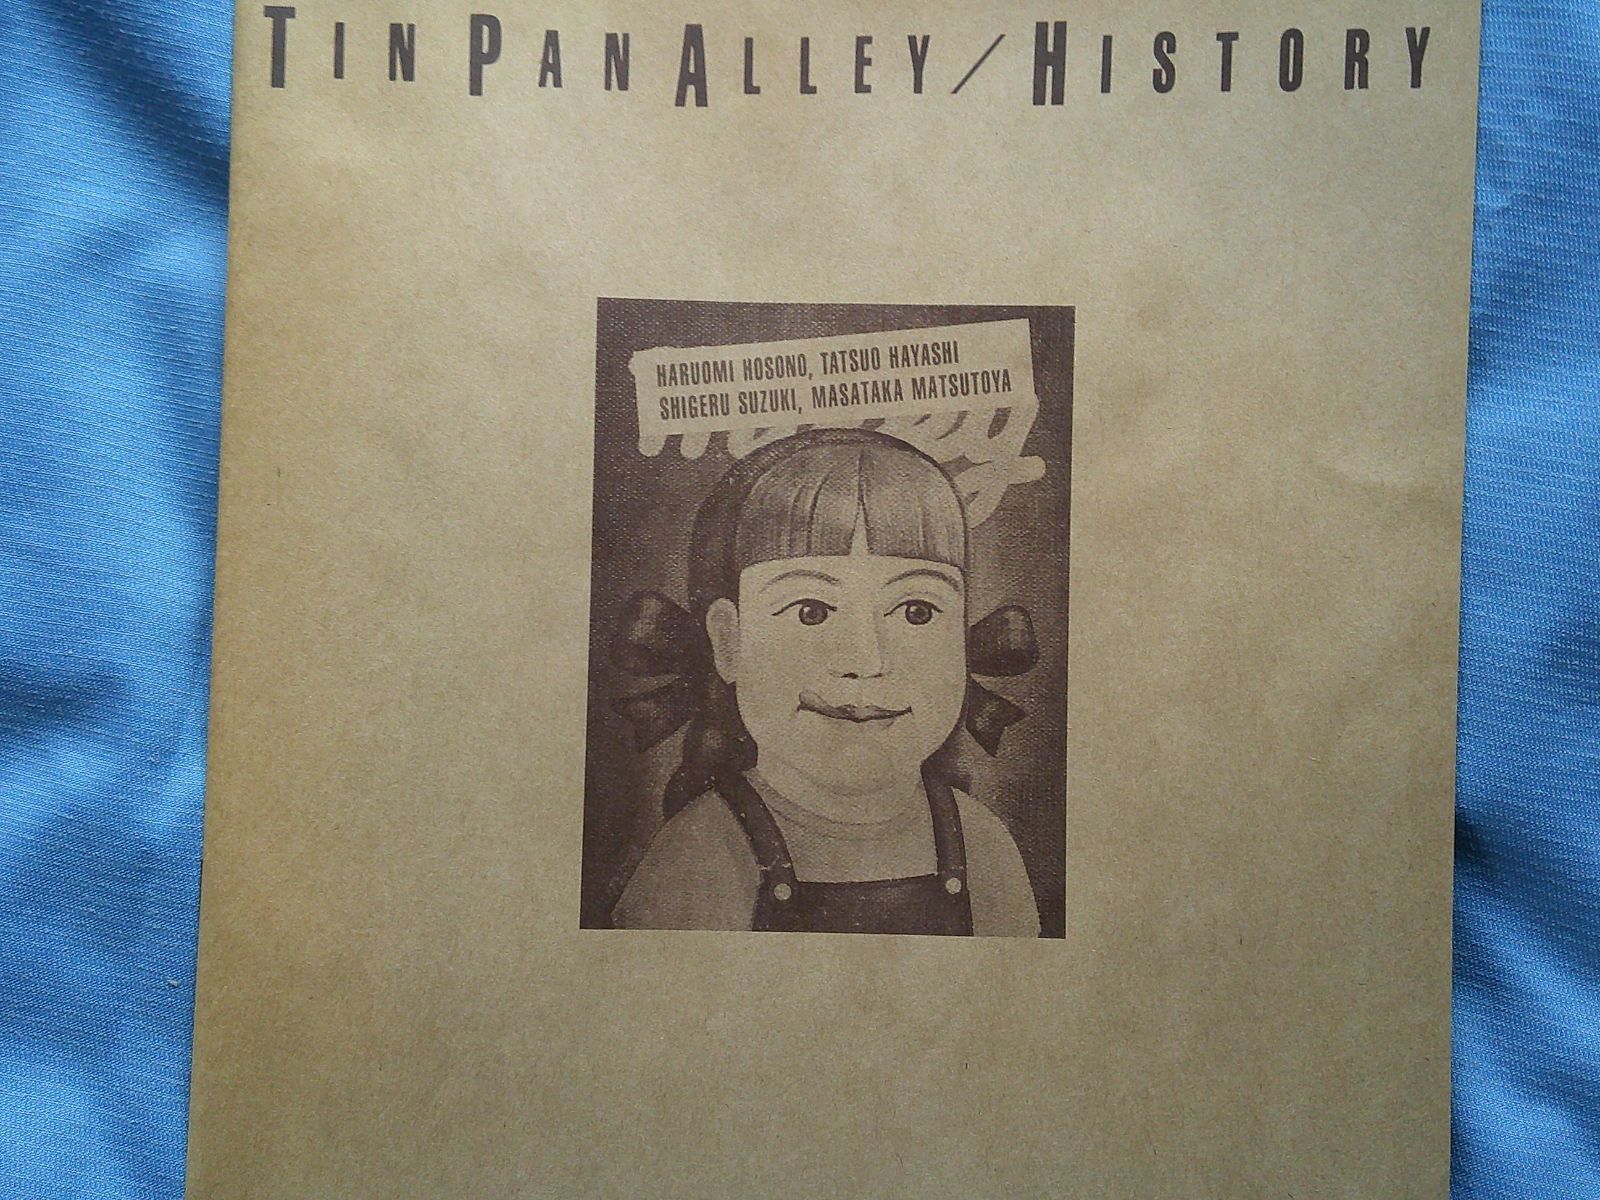 TIN PAN ALLEY / HISTORY
HARUOMI HOSONO, TATSUO HAYASHI
SHIGERU SUZUKI, MASATAKA MATSUTOYA